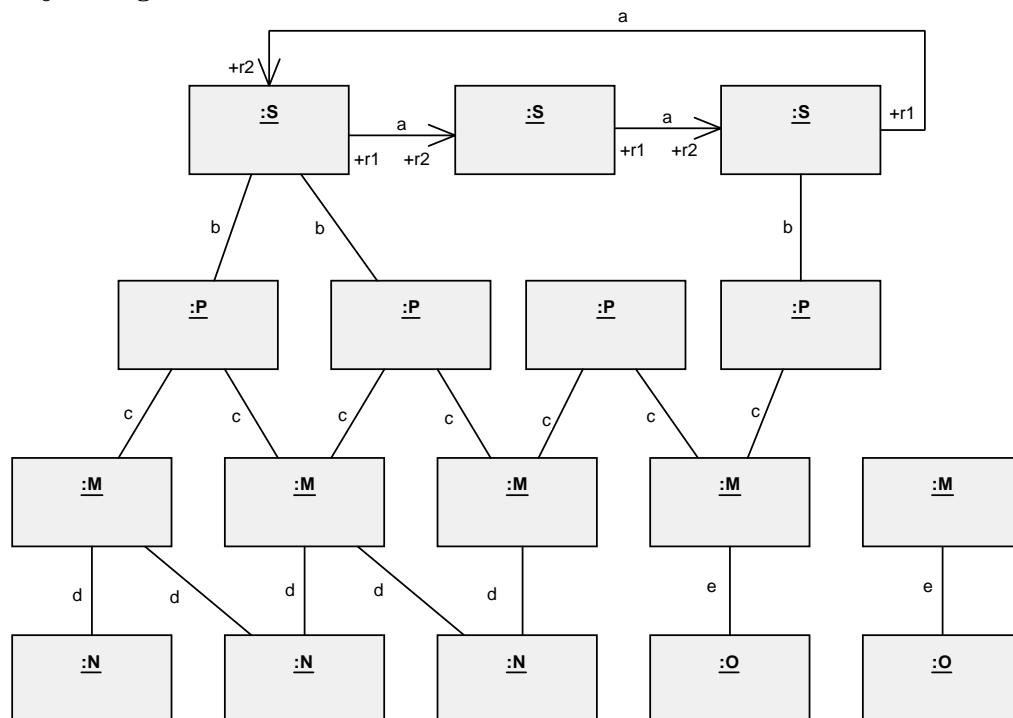 a
+r2
:S :S :S
a a
+r1 +r2 +r1 +r2 +r1
b b b
:P :P :P :P
c c c c c c c
:M :M :M :M :M
d d d d d e e
:N :N :N :O :O